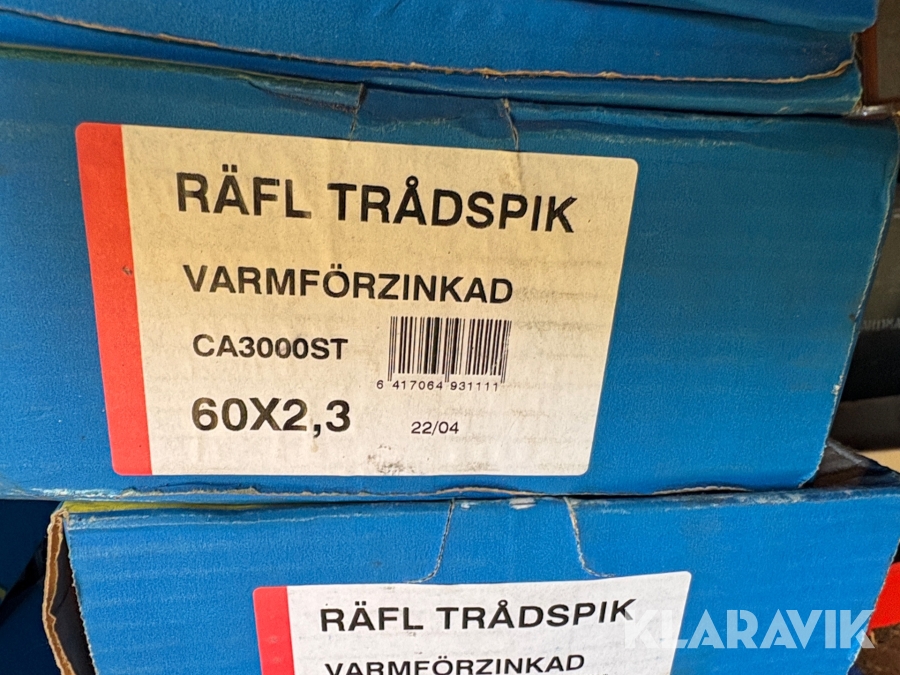 RÄFL TRÅDSPIK
VARMFÖRZINKAD
CA3000ST
6 417064 931111
60X2,3
22/04
RÄFL TRÅDSPIK
VARMFÖRZINKAD
KLARAVIK